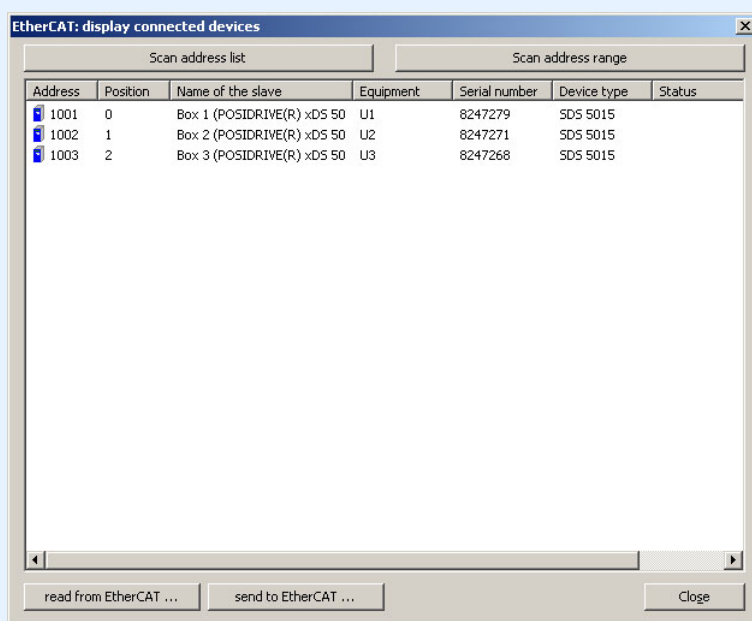 EtherCAT: display connected devices
Scan address list Scan address range
Address Position Name of the slave Equipment Serial number Device type Status
1001 0 Box 1 (POSIDRIVE(R) xDS 50 U1 8247279 SDS 5015
1002 1 Box 2 (POSIDRIVE(R) xDS 50 U2 8247271 SDS 5015
1003 2 Box 3 (POSIDRIVE(R) xDS 50 U3 8247268 SDS 5015
read from EtherCAT ... send to EtherCAT ... Close